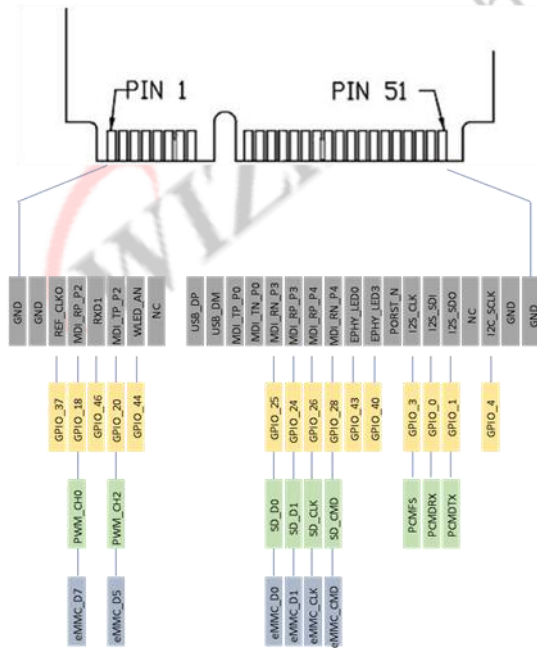 PIN 1
PIN 51
GND
GND
REF_CLKO
MDI_RP_P2
RXD1
MDI_TP_P2
WLED_AN
NC
USB_DP
USB_DM
MDI_TP_P0
MDI_TN_P0
MDI_RN_P3
MDI_RP_P3
MDI_RP_P4
MDI_RN_P4
EPHY_LED0
EPHY_LED3
PORST_N
I2S_CLK
I2S_SDI
I2S_SDO
NC
I2C_SCLK
GND
GND
GPIO_37
GPIO_18
GPIO_46
GPIO_20
GPIO_44
GPIO_25
GPIO_24
GPIO_26
GPIO_28
GPIO_43
GPIO_40
GPIO_3
GPIO_0
GPIO_1
GPIO_4
PWM_CH0
PWM_CH2
SD_D0
SD_D1
SD_CLK
SD_CMD
PCMFS
PCMDRX
PCMDTX
eMMC_D7
eMMC_D5
eMMC_D0
eMMC_D1
eMMC_CLK
eMMC_CMD